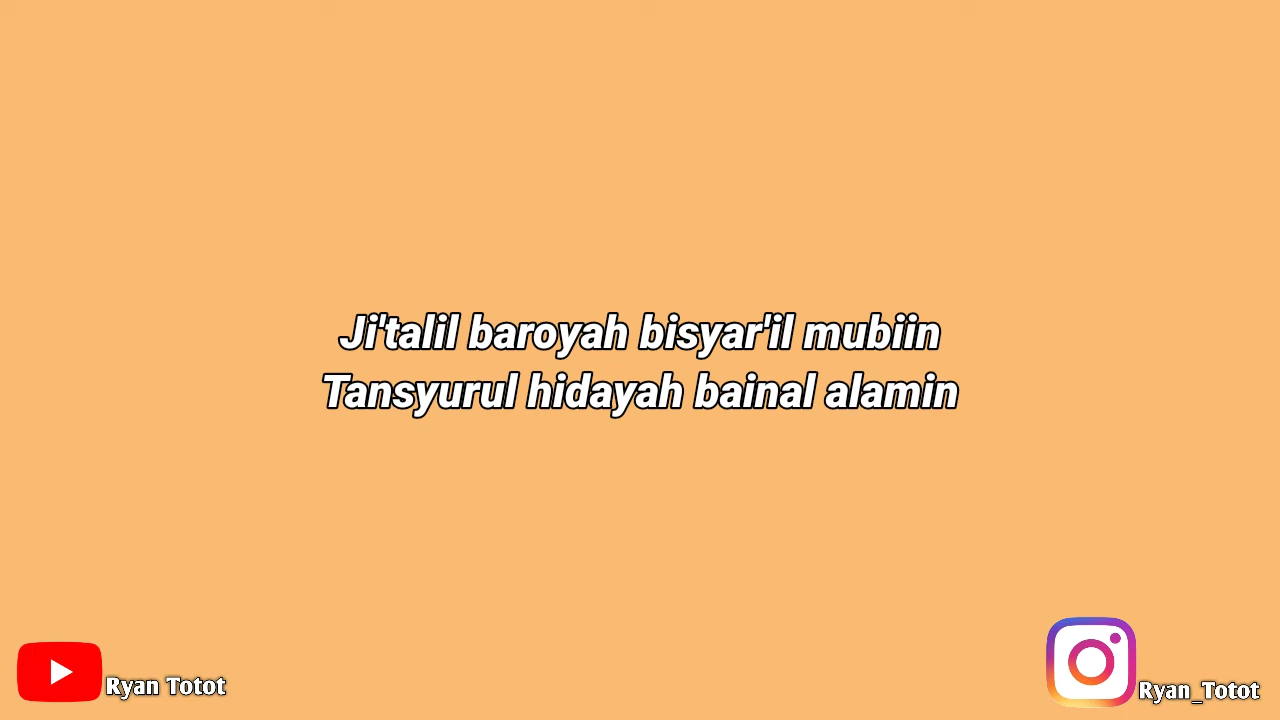 Ji'talil baroyah bisyar'il mubiin
Tansyurul hidayah bainal alamin
Ryan Totot
Ryan_Totot